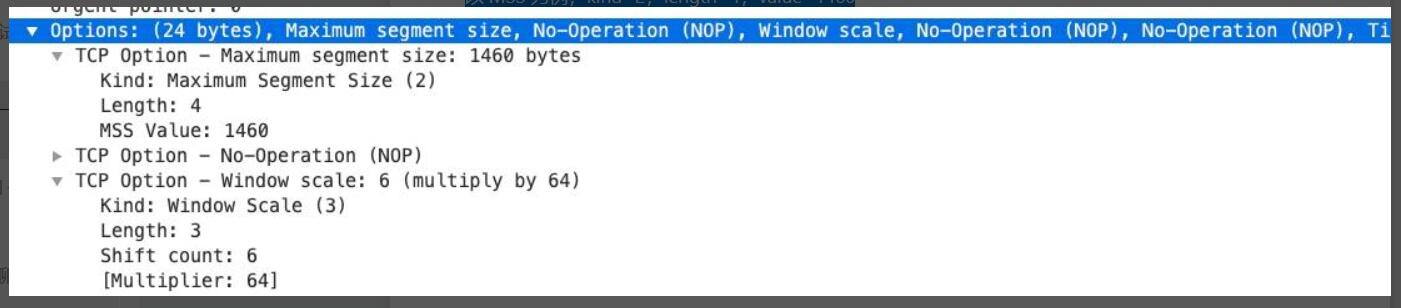 Urgent pointer: 0
▼ Options: (24 bytes), Maximum segment size, No-Operation (NOP), Window scale, No-Operation (NOP), No-Operation (NOP), Ti
▼ TCP Option – Maximum segment size: 1460 bytes
Kind: Maximum Segment Size (2)
Length: 4
MSS Value: 1460
▶ TCP Option – No-Operation (NOP)
▼ TCP Option – Window scale: 6 (multiply by 64)
Kind: Window Scale (3)
Length: 3
Shift count: 6
[Multiplier: 64]